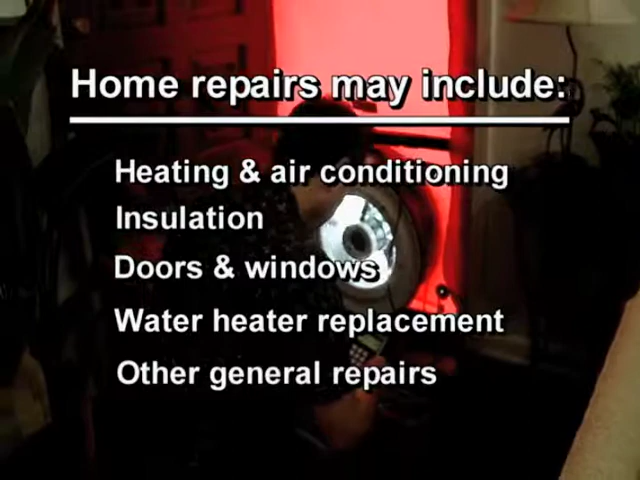 Home repairs may include:
Heating & air conditioning
Insulation
Doors & windows
Water heater replacement
Other general repairs